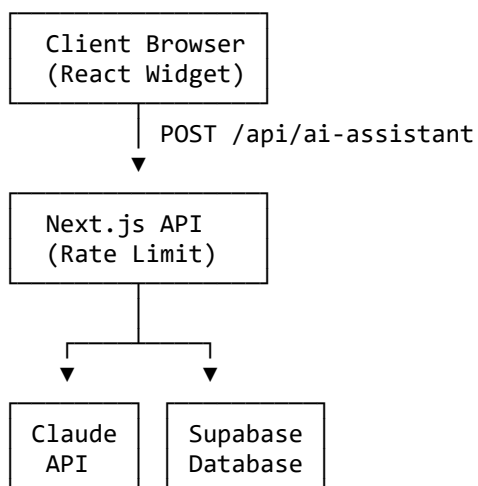 Client Browser
(React Widget)
POST /api/ai-assistant
Next.js API
(Rate Limit)
Claude Supabase
API Database